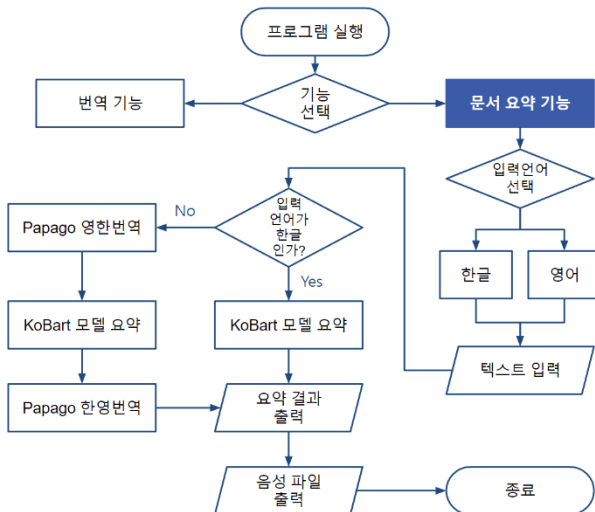 프로그램 실행
번역 기능
기능
선택
문서 요약 기능
입력언어
선택
한글
영어
텍스트 입력
입력
언어가
한글
인가?
No
Yes
Papago 영한번역
KoBart 모델 요약
KoBart 모델 요약
Papago 한영번역
요약 결과
출력
음성 파일
출력
종료